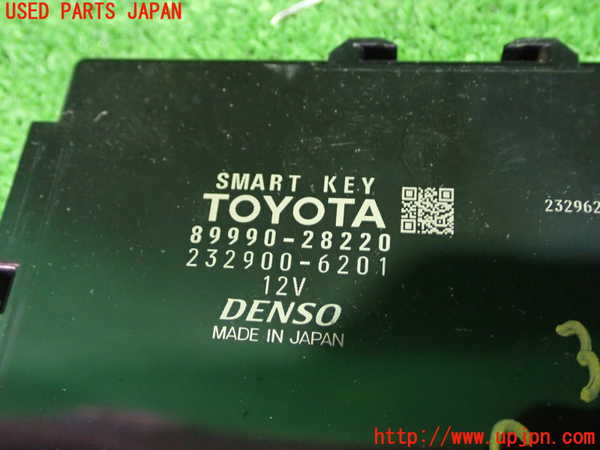 USED PARTS JAPAN
SMART KEY
TOYOTA
89990-28220
232900-6201
12V
DENSO
MADE IN JAPAN
232962
http://www.upjpn.com